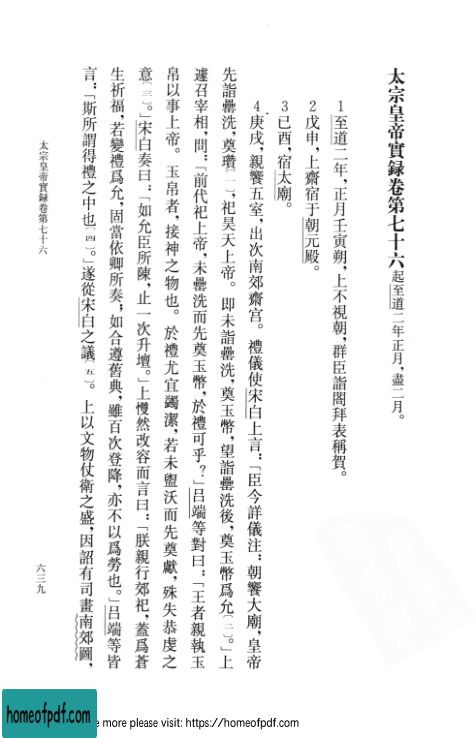 太宗皇帝實録卷第七十六起至道二年正月，盡二月。
1至道二年，正月壬寅朔，上不視朝，群臣詣閤拜表稱賀。
2戊申，上齋宿于朝元殿。
3己酉，宿太廟。
4庚戌，親饗五室，出次南郊齋宫。禮儀使宋白上言：「臣今詳儀注：朝饗大廟，皇帝
先詣罍洗，奠瓚〔一〕，祀昊天上帝。即未詣罍洗，奠玉幣，望詣罍洗後，奠玉幣爲允〔二〕。」上
遽召宰相，問：「前代祀上帝，未罍洗而先奠玉幣，於禮可乎？」吕端等對曰：「王者親執玉
帛以事上帝。玉帛者，接神之物也。於禮尤宜蠲潔，若未盥沃而先奠獻，殊失恭虔之
意〔三〕。」宋白奏曰：「如允臣所陳，止一次升壇。」上愯然改容而言曰：「朕親行郊祀，蓋爲蒼
生祈福，若變禮爲允，固當依卿所奏；如合遵舊典，雖百次登降，亦不以爲勞也。」吕端等皆
言：「斯所謂得禮之中也〔四〕。」遂從宋白之議〔五〕。上以文物仗衛之盛，因詔有司畫南郊圖，
太宗皇帝實録卷第七十六
六三九
homeofpdf.com
e more please visit: https://homeofpdf.com